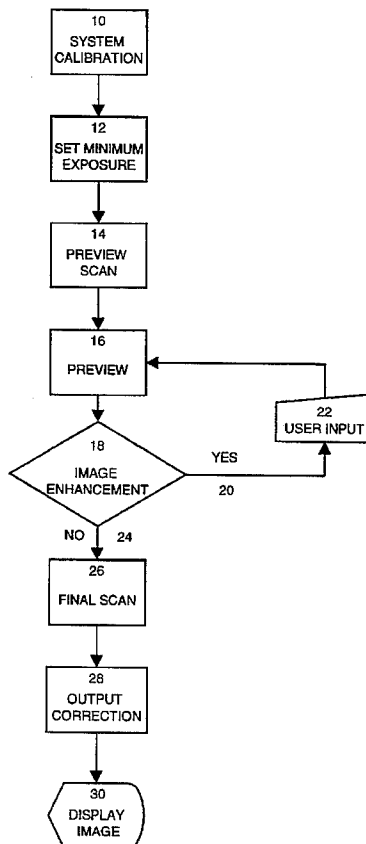 10
SYSTEM
CALIBRATION
12
SET MINIMUM
EXPOSURE
14
PREVIEW
SCAN
16
PREVIEW
22
USER INPUT
18
IMAGE
ENHANCEMENT
YES
20
NO 24
26
FINAL SCAN
28
OUTPUT
CORRECTION
30
DISPLAY
IMAGE